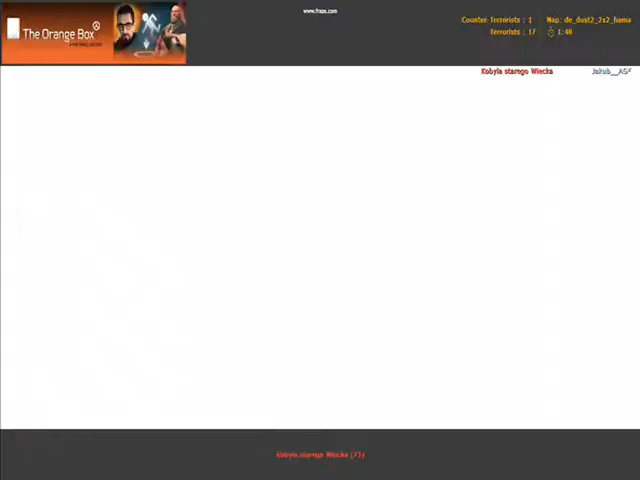 www.fraps.com
The Orange Box
Counter-Terrorists : 1 Map: de_dust2_2x2_hama
Terrorists : 17 1:48
Kobyla starego Wiecka Jakub__AG
Kobyla starego Wiecka